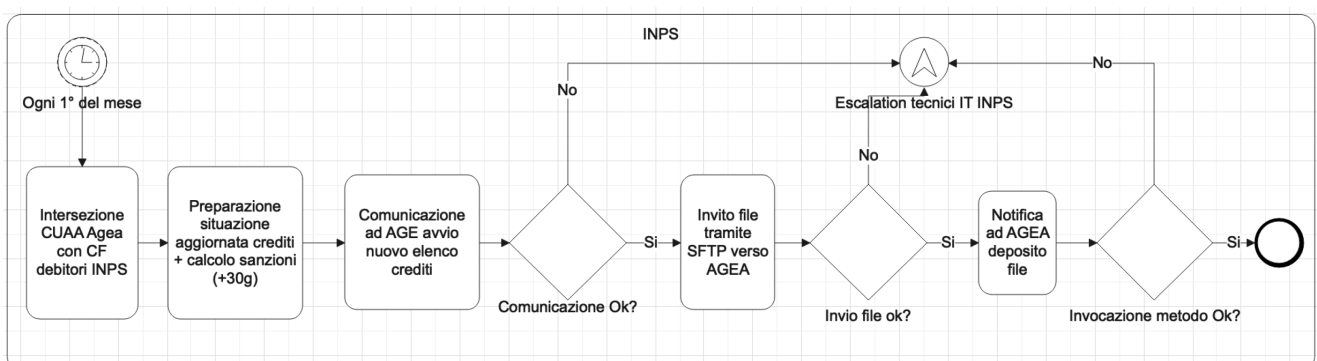 INPS
Ogni 1° del mese
Intersezione
CUAA Agea
con CF
debitori INPS
Preparazione
situazione
aggiornata crediti
+ calcolo sanzioni
(+30g)
Comunicazione
ad AGE avvio
nuovo elenco
crediti
No
Comunicazione Ok?
Si
Invito file
tramite
SFTP verso
AGEA
Escalation tecnici IT INPS
No
Invio file ok?
Si
Notifica
ad AGEA
deposito
file
No
Invocazione metodo Ok?
Si